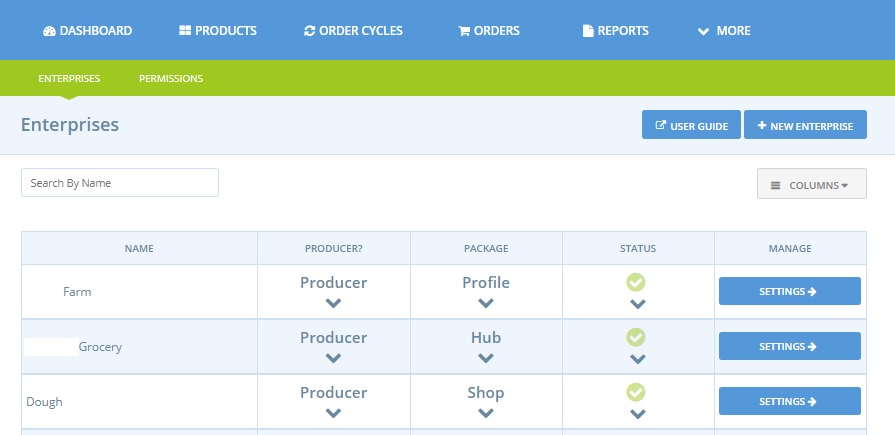 DASHBOARD PRODUCTS ORDER CYCLES ORDERS REPORTS MORE
ENTERPRISES PERMISSIONS
Enterprises USER GUIDE NEW ENTERPRISE
Search By Name COLUMNS
NAME PRODUCER? PACKAGE STATUS MANAGE
Farm Producer Profile SETTINGS
Grocery Producer Hub SETTINGS
Dough Producer Shop SETTINGS